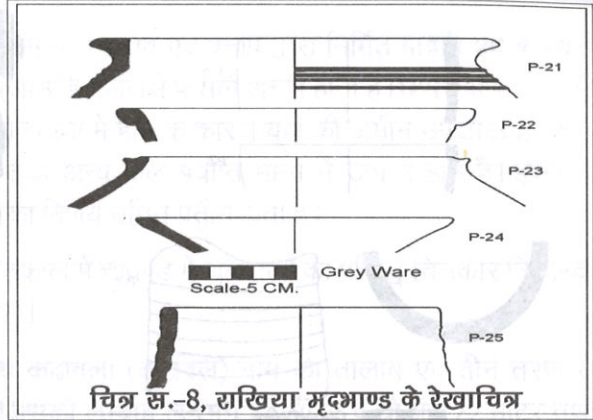 P-21
P-22
P-23
P-24
Grey Ware
Scale-5 CM.
P-25
चित्र स.-8, राखिया मृदभाण्ड के रेखाचित्र